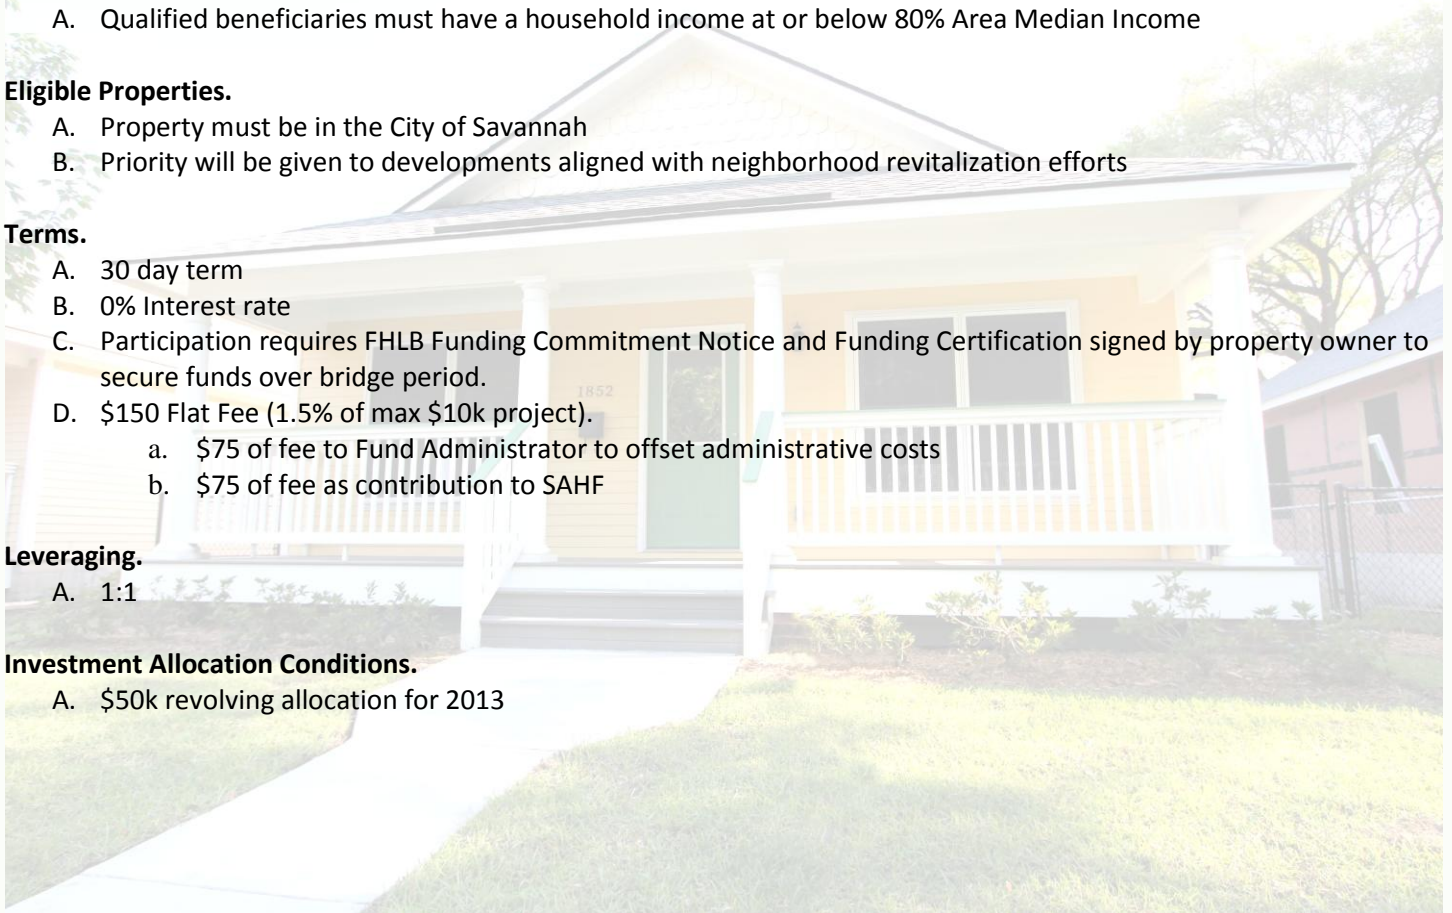 A. Qualified beneficiaries must have a household income at or below 80% Area Median Income
Eligible Properties.
A. Property must be in the City of Savannah
B. Priority will be given to developments aligned with neighborhood revitalization efforts
Terms.
A. 30 day term
B. 0% Interest rate
C. Participation requires FHLB Funding Commitment Notice and Funding Certification signed by property owner to
secure funds over bridge period.
1852
D. $150 Flat Fee (1.5% of max $10k project).
a. $75 of fee to Fund Administrator to offset administrative costs
b. $75 of fee as contribution to SAHF
Leveraging.
A. 1:1
Investment Allocation Conditions.
A. $50k revolving allocation for 2013